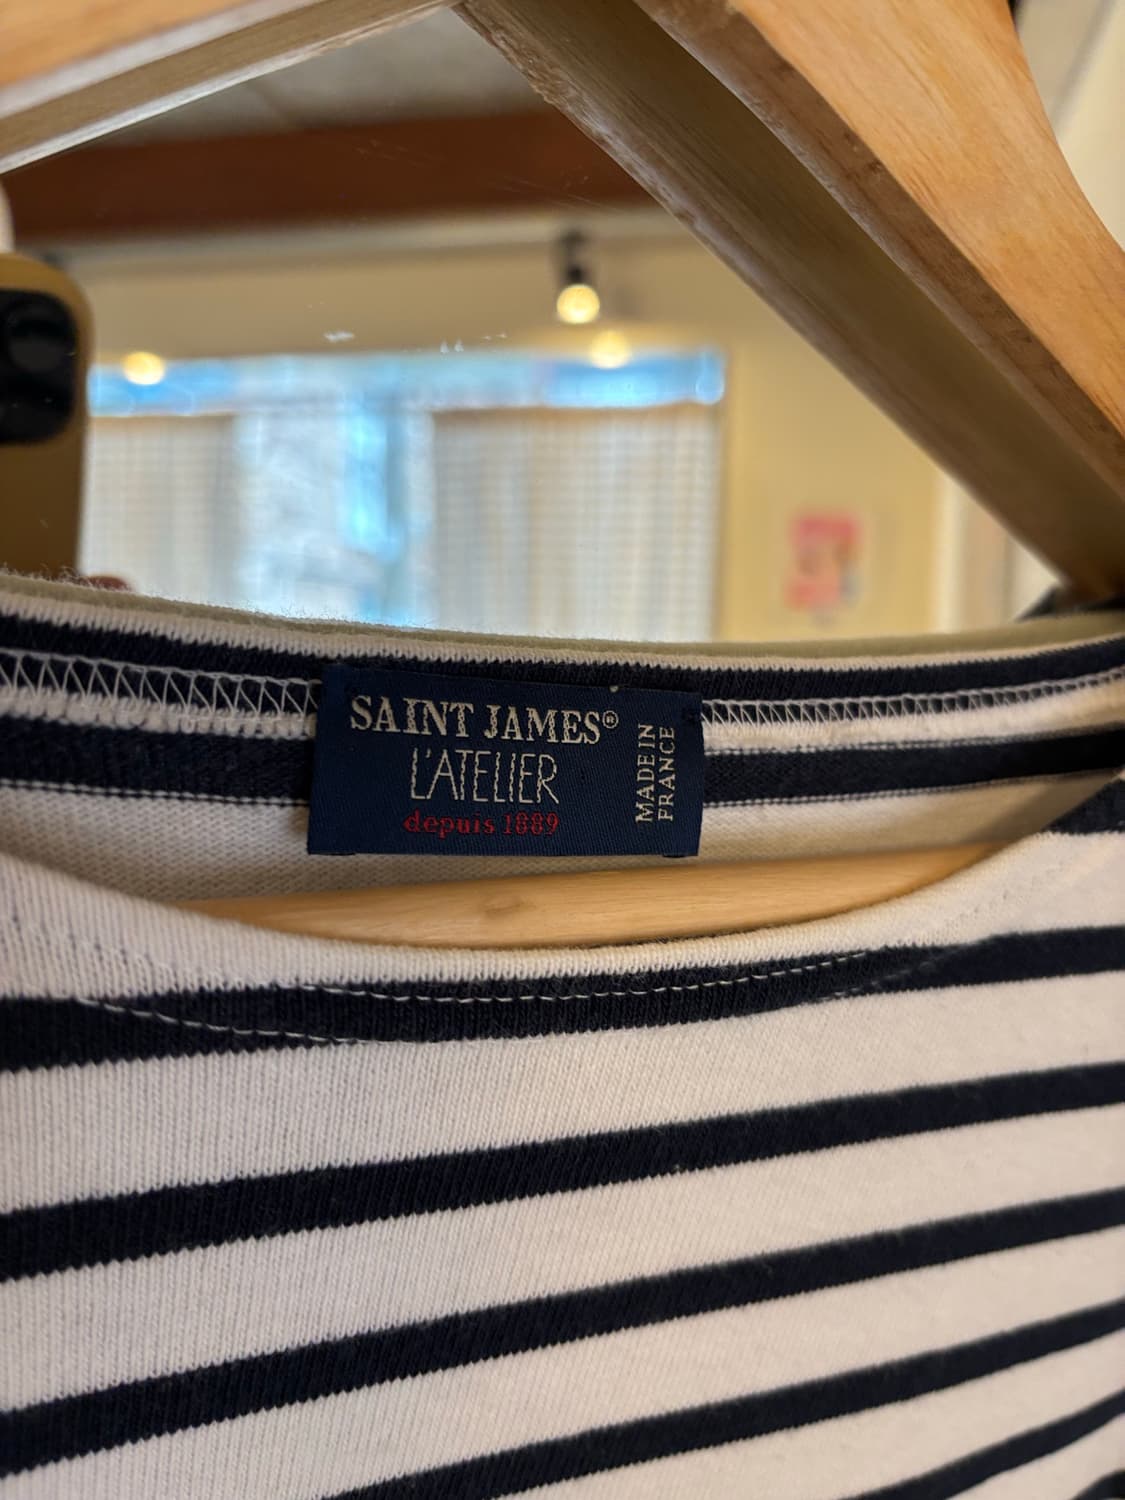 SAINT JAMES®
L'ATELIER
depuis 1889
MADE IN
FRANCE